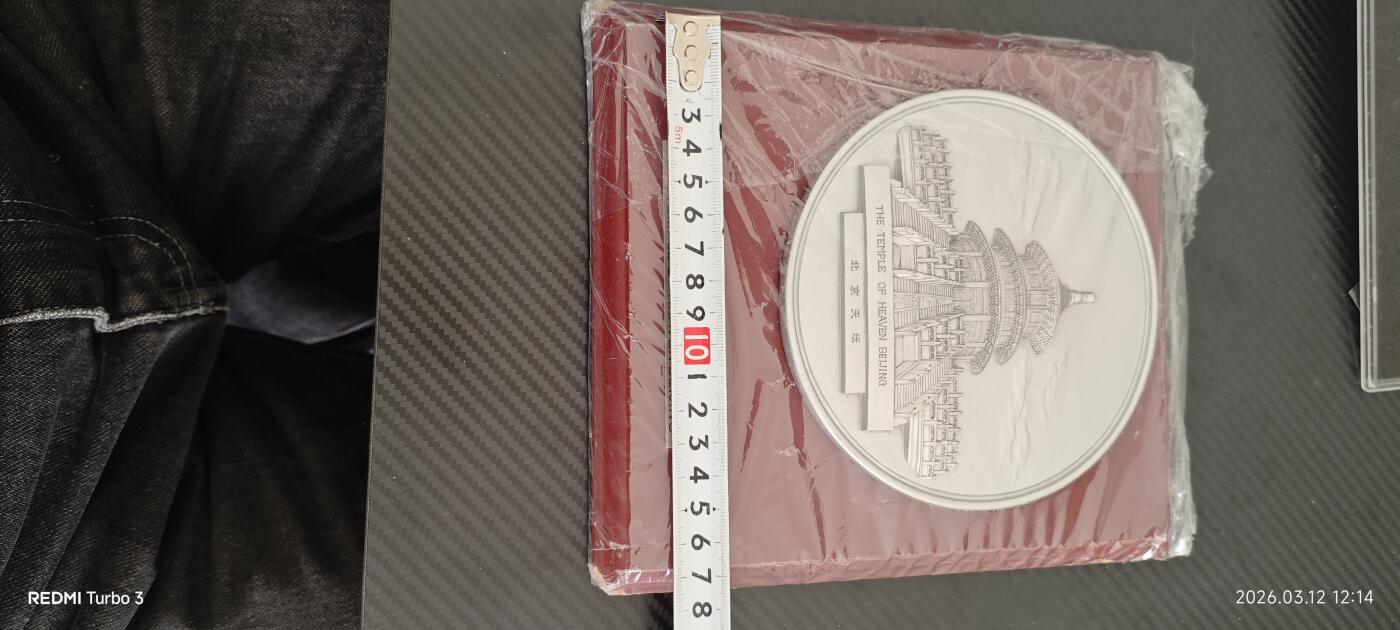 THE TEMPLE OF HEAVEN BEIJING
北京天坛
5m
3 4 5 6 7 8 9 10 1 2 3 4 5 6 7 8
REDMI Turbo 3
2026.03.12 12:14